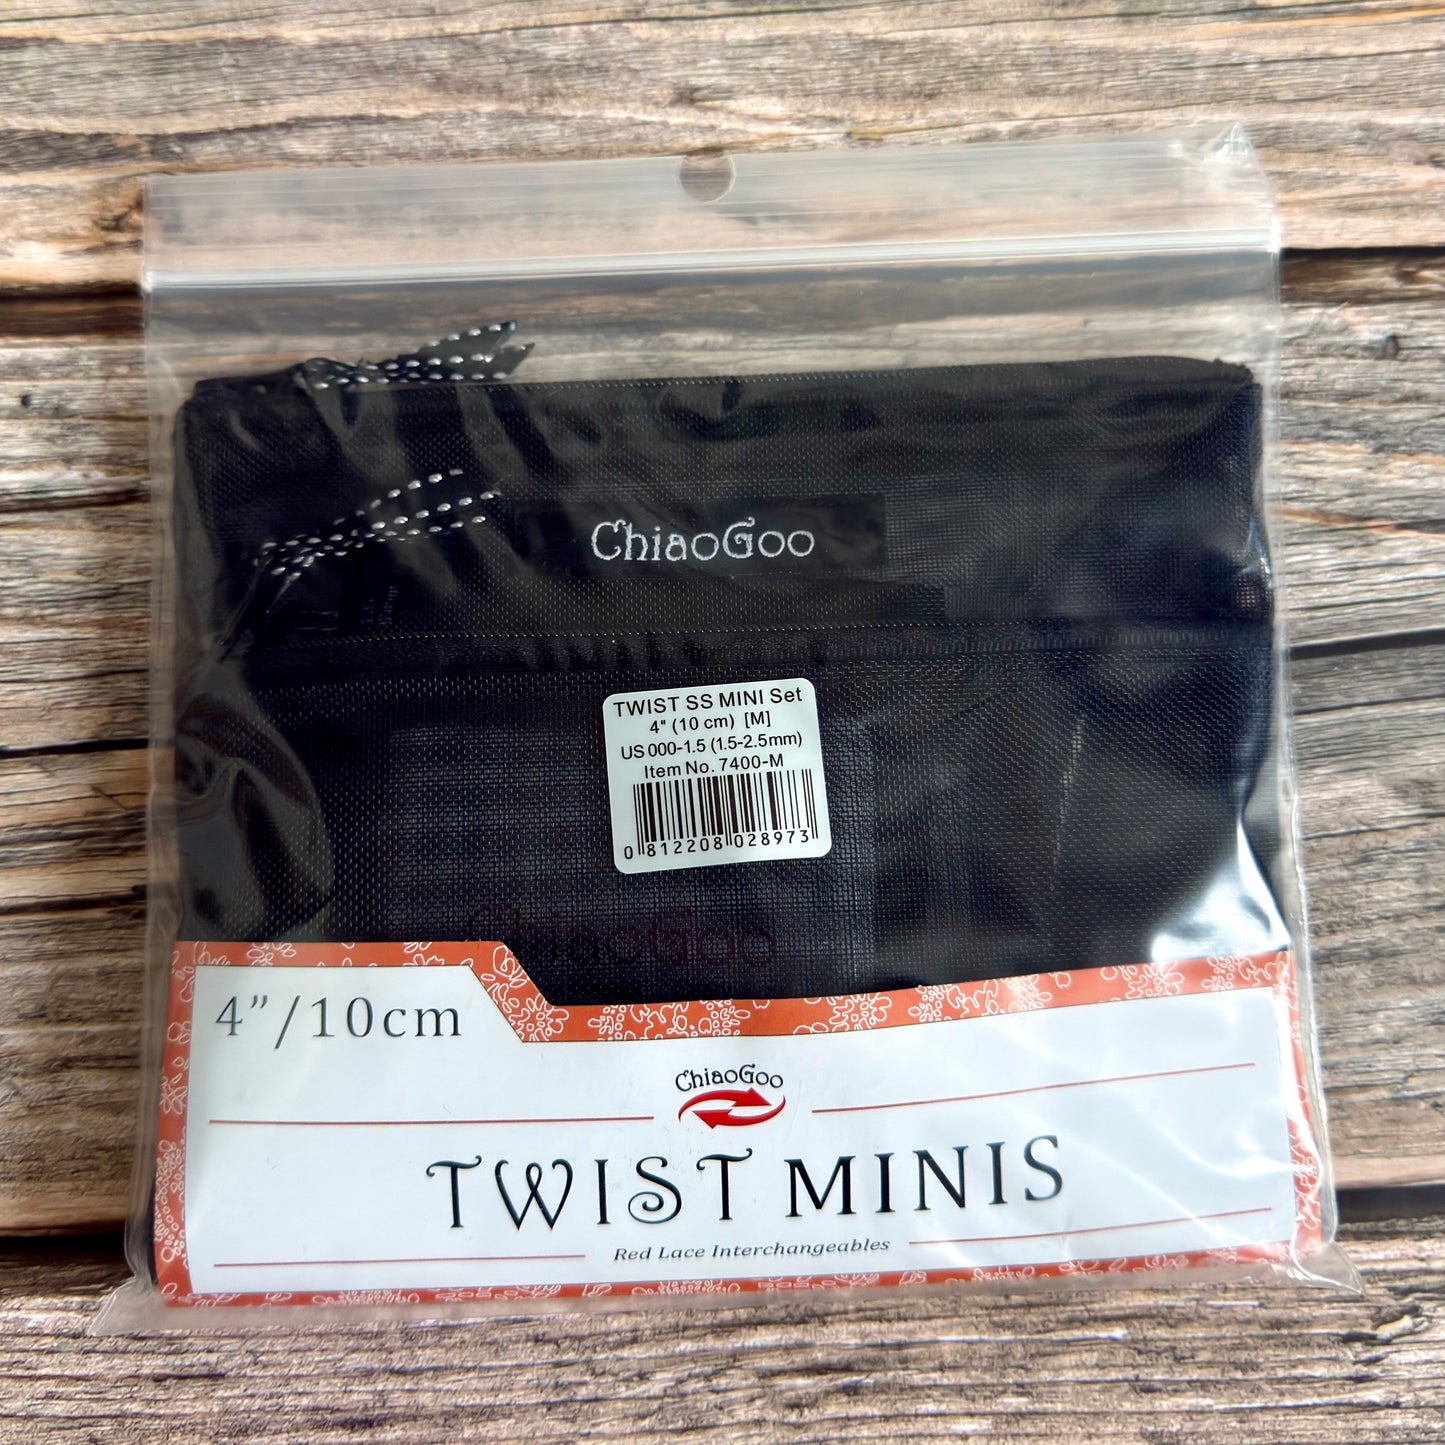 ChiaoGoo
TWIST SS MINI Set
4" (10 cm) [M]
US 000-1.5 (1.5-2.5mm)
Item No. 7400-M
0 812208 028973
ChiaoGoo
4”/10cm
ChiaoGoo
TWIST MINIS
Red Lace Interchangeables